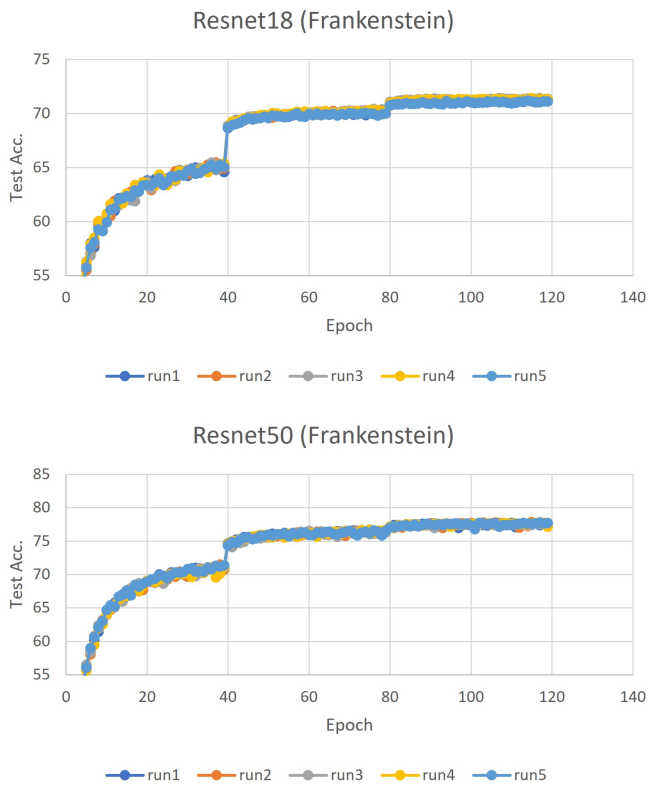 Resnet18 (Frankenstein)
75
70
65
60
55
Test Acc.
0 20 40 60 80 100 120 140
Epoch
run1 run2 run3 run4 run5
Resnet50 (Frankenstein)
85
80
75
70
65
60
55
Test Acc.
0 20 40 60 80 100 120 140
Epoch
run1 run2 run3 run4 run5